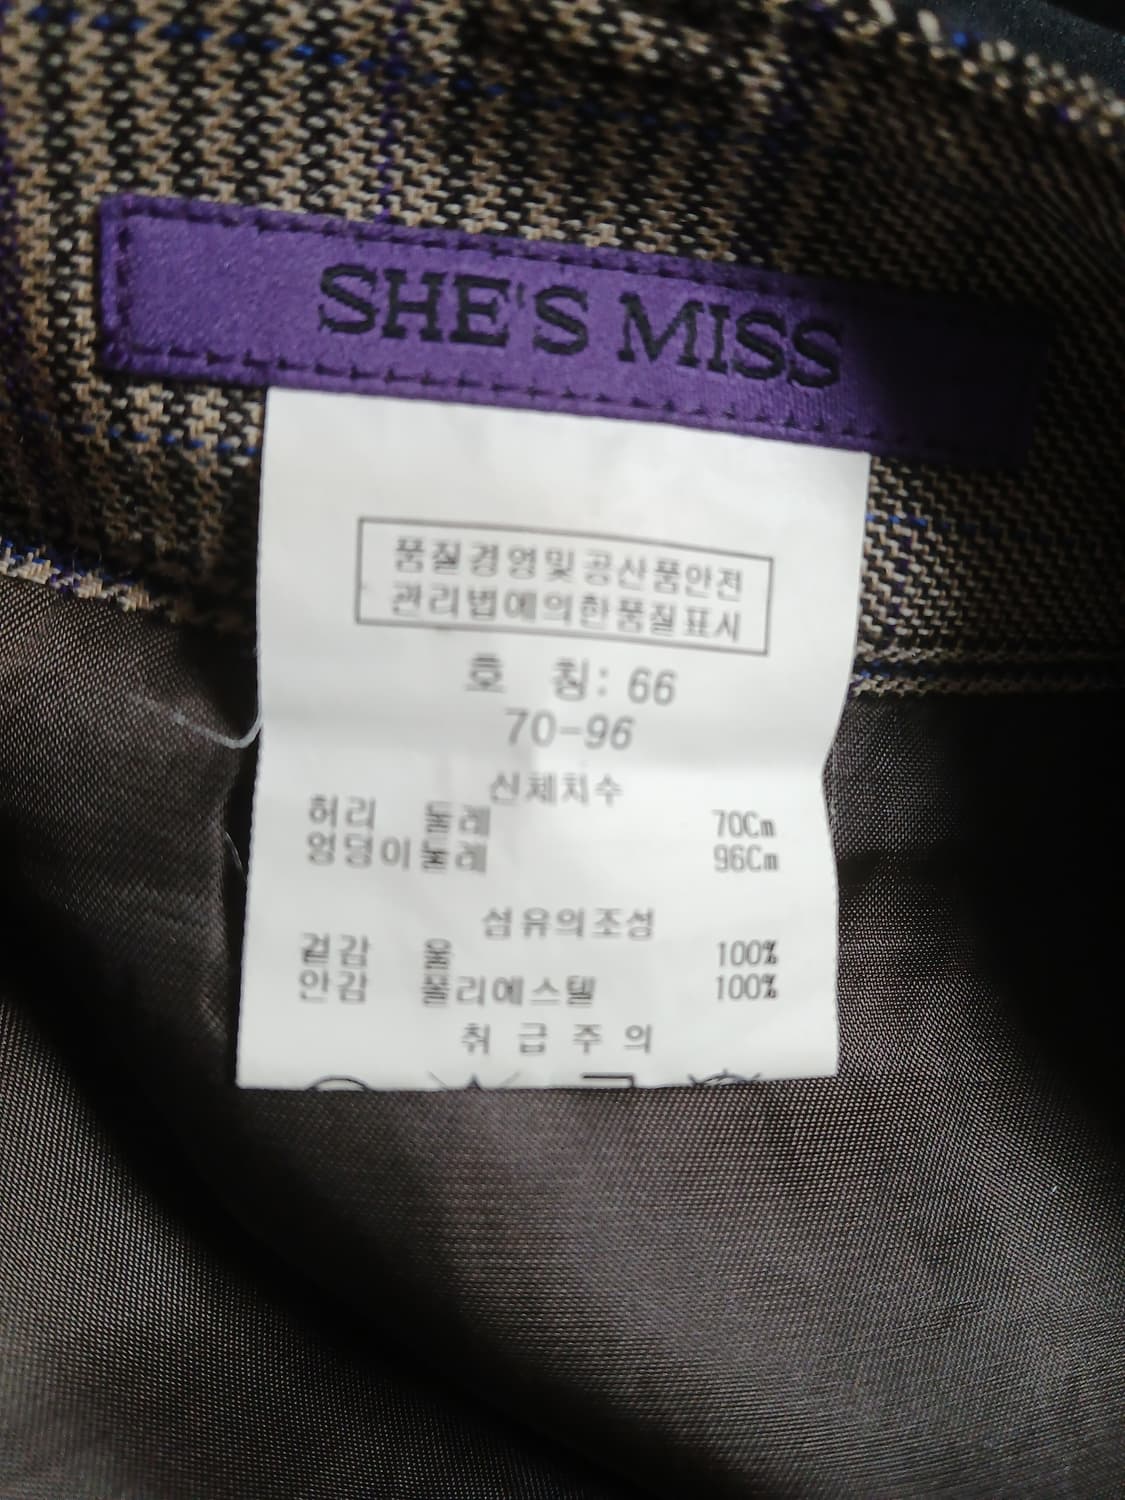 SHE'S MISS
품질경영및공산품안전
관리법에의한품질표시
호 칭: 66
70-96
신체치수
허리 둘레 70Cm
엉덩이둘레 96Cm
섬유의조성
겉감 울 100%
안감 폴리에스텔 100%
취급주의